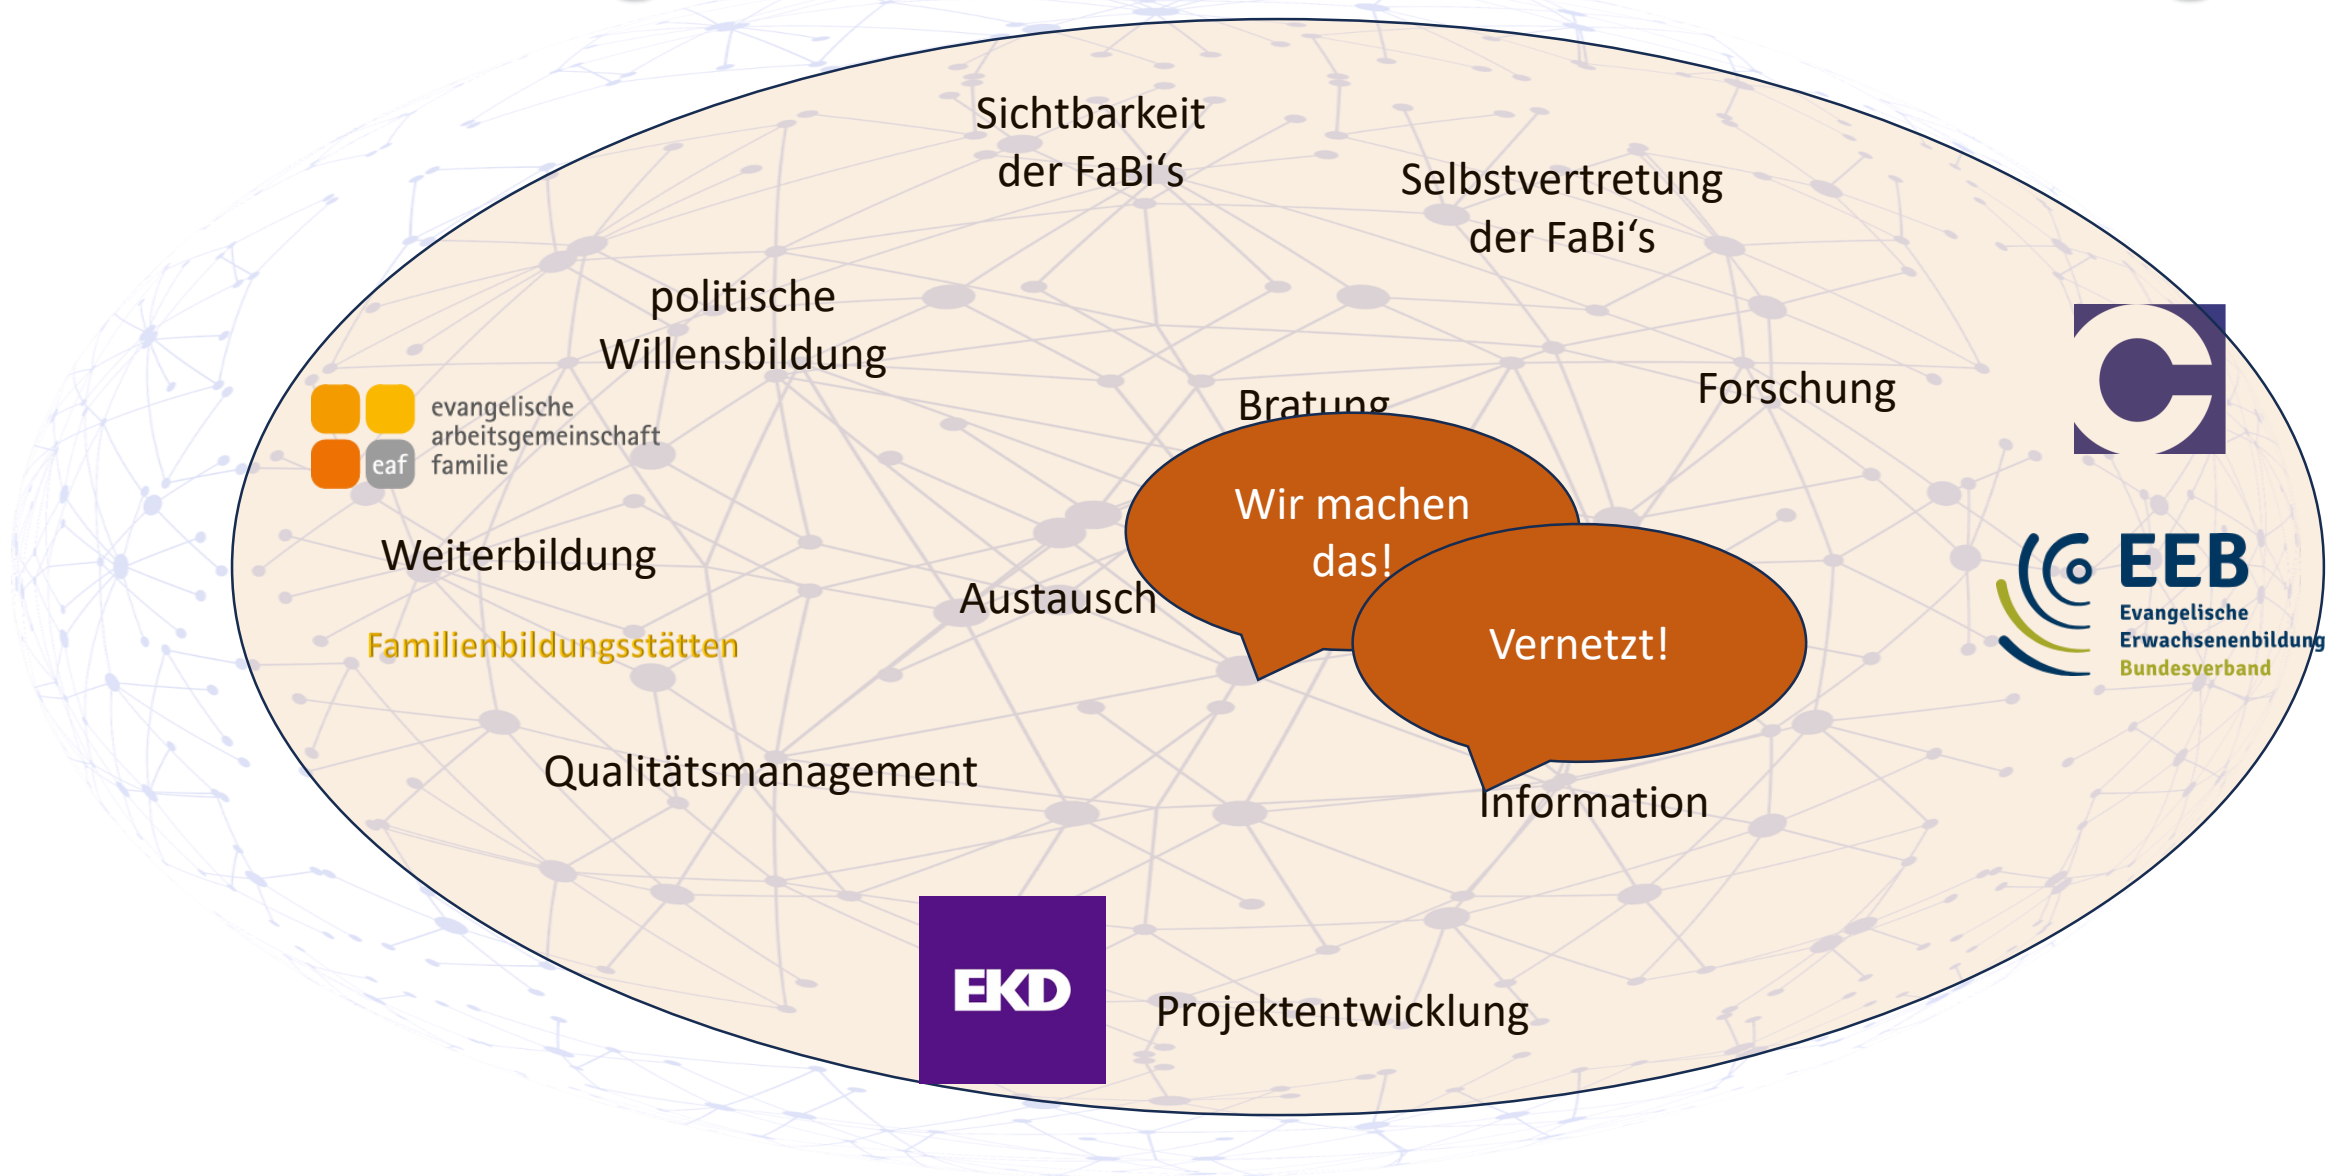 Sichtbarkeit
der FaBi‘s
Selbstvertretung
der FaBi‘s
politische
Willensbildung
evangelische
arbeitsgemeinschaft
familie
eaf
Bratung
Forschung
Wir machen
das!
EEB
Evangelische
Erwachsenenbildung
Bundesverband
Weiterbildung
Austausch
Familienbildungsstätten
Vernetzt!
Qualitätsmanagement
Information
EKD
Projektentwicklung